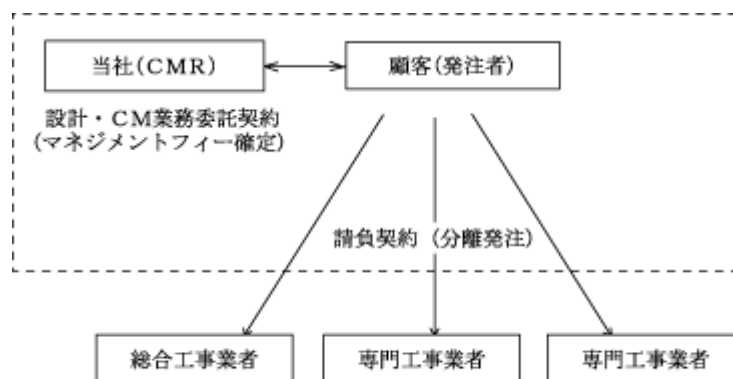 当社(CMR)
顧客(発注者)
設計・CM業務委託契約
(マネジメントフィー確定)
請負契約(分離発注)
総合工事業者
専門工事業者
専門工事業者